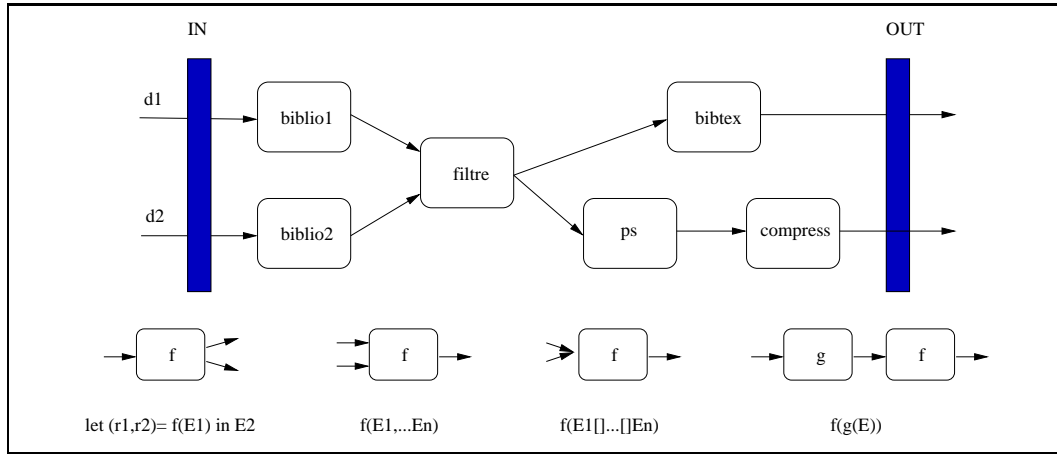 IN OUT
d1
biblio1 bibtex
filtre
d2
biblio2 ps compress
f f f g f
let (r1,r2)= f(E1) in E2 f(E1,...En) f(E1[]...[]En) f(g(E))